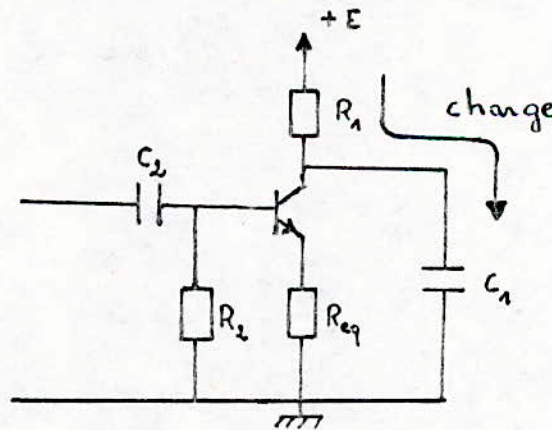 + E
R₁
charge
C₂
R₂
Req
C₁